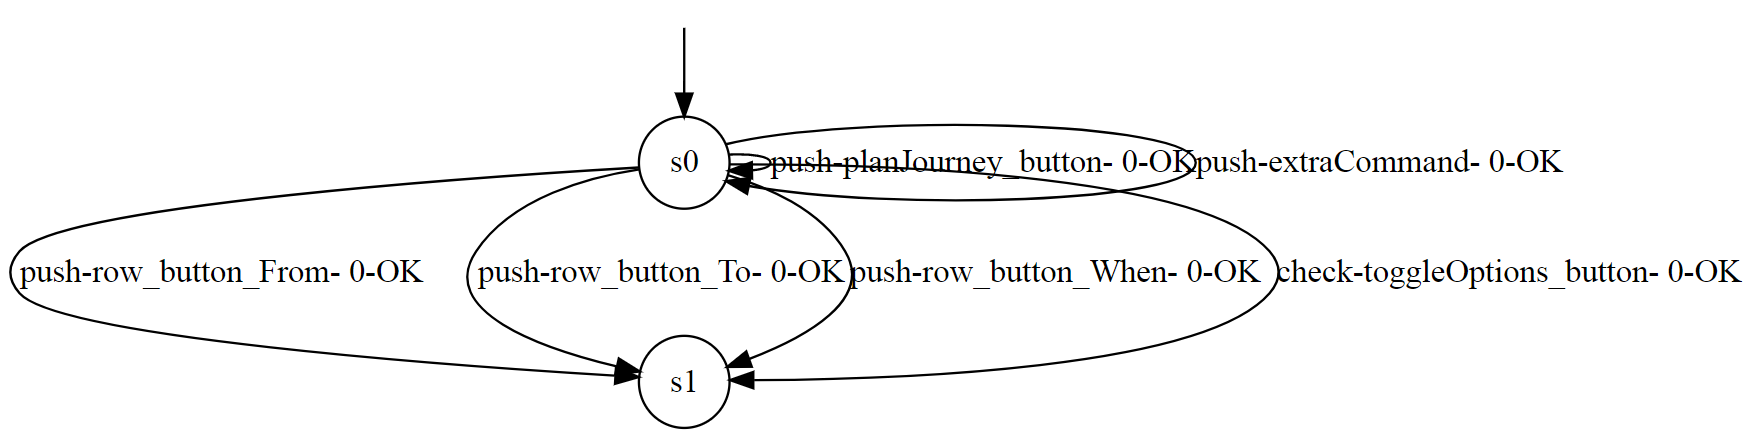 s0
push-planJourney_button- 0-OK
push-extraCommand- 0-OK
push-row_button_From- 0-OK
push-row_button_To- 0-OK
push-row_button_When- 0-OK
check-toggleOptions_button- 0-OK
s1